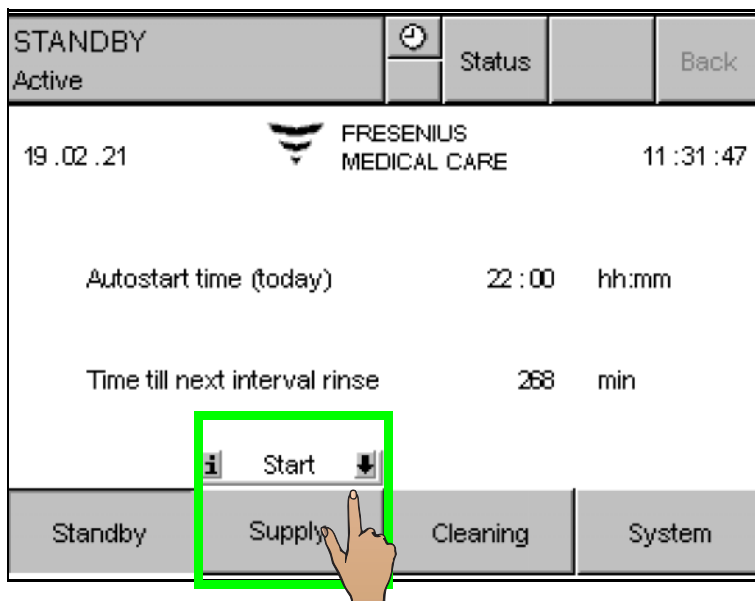 STANDBY
Active
Status
Back
19 .02 .21
FRESENIUS
MEDICAL CARE
11 :31 :47
Autostart time (today) 22 : 00 hh:mm
Time till next interval rinse 268 min
i Start
Standby Supply Cleaning System